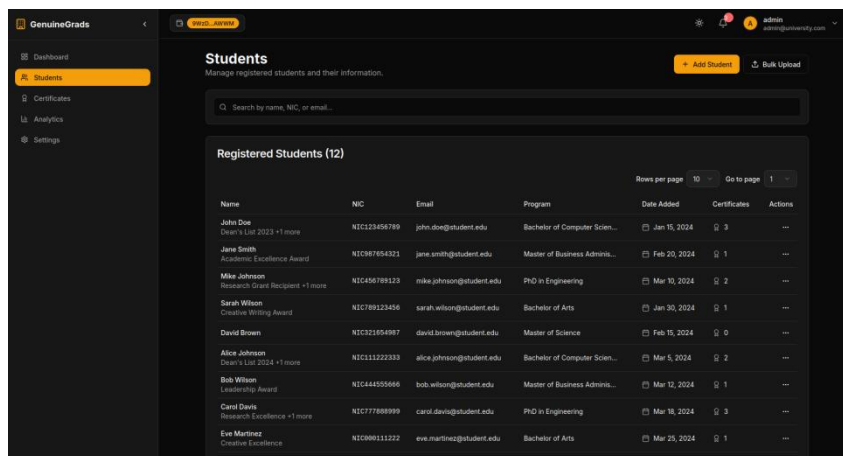 GenuineGrads
9WzD...AWWM
admin
admin@university.com
A
Dashboard
Students
Certificates
Analytics
Settings
Students
Manage registered students and their information.
+ Add Student
Bulk Upload
Search by name, NIC, or email...
Registered Students (12)
Rows per page 10 Go to page 1
Name NIC Email Program Date Added Certificates Actions
John Doe
Dean's List 2023 +1 more
NIC123456789 john.doe@student.edu Bachelor of Computer Scien... Jan 15, 2024 3 ...
Jane Smith
Academic Excellence Award
NIC987654321 jane.smith@student.edu Master of Business Adminis... Feb 20, 2024 1 ...
Mike Johnson
Research Grant Recipient +1 more
NIC456789123 mike.johnson@student.edu PhD in Engineering Mar 10, 2024 2 ...
Sarah Wilson
Creative Writing Award
NIC789123456 sarah.wilson@student.edu Bachelor of Arts Jan 30, 2024 1 ...
David Brown NIC321654987 david.brown@student.edu Master of Science Feb 15, 2024 0 ...
Alice Johnson
Dean's List 2024 +1 more
NIC111222333 alice.johnson@student.edu Bachelor of Computer Scien... Mar 5, 2024 2 ...
Bob Wilson
Leadership Award
NIC444555666 bob.wilson@student.edu Master of Business Adminis... Mar 12, 2024 1 ...
Carol Davis
Research Excellence +1 more
NIC777888999 carol.davis@student.edu PhD in Engineering Mar 18, 2024 3 ...
Eve Martinez
Creative Excellence
NIC000111222 eve.martinez@student.edu Bachelor of Arts Mar 25, 2024 1 ...